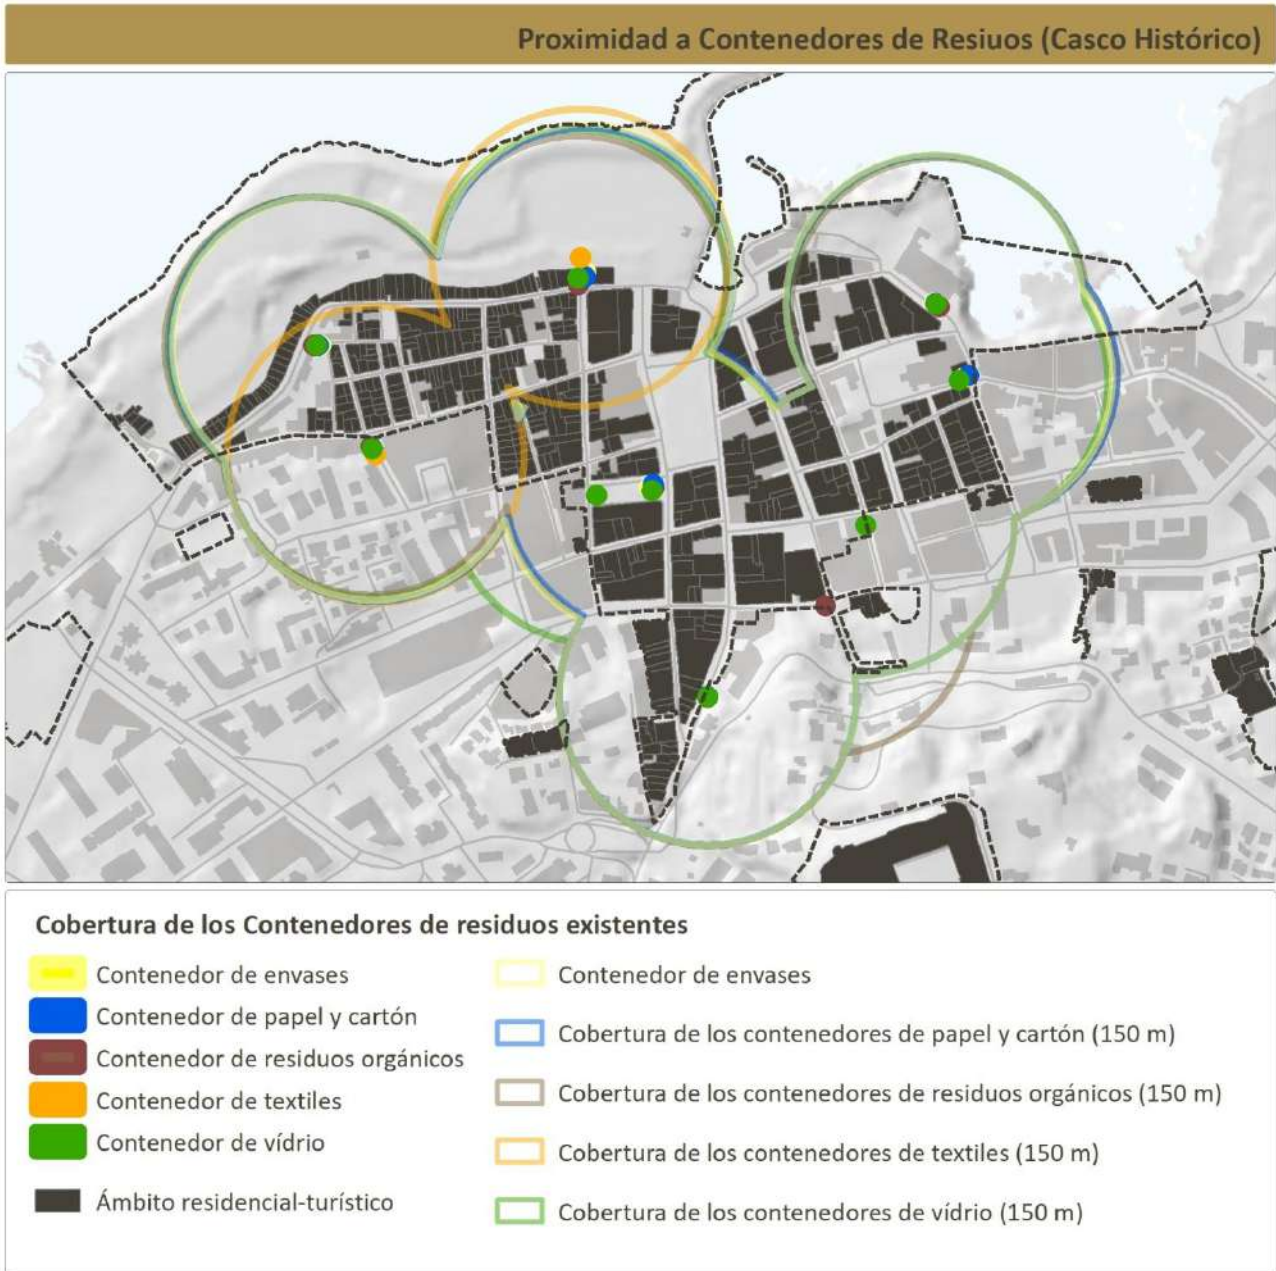 Proximidad a Contenedores de Resiuos (Casco Histórico)
Cobertura de los Contenedores de residuos existentes
Contenedor de envases
Contenedor de papel y cartón
Contenedor de residuos orgánicos
Contenedor de textiles
Contenedor de vídrio
Ámbito residencial-turístico
Contenedor de envases
Cobertura de los contenedores de papel y cartón (150 m)
Cobertura de los contenedores de residuos orgánicos (150 m)
Cobertura de los contenedores de textiles (150 m)
Cobertura de los contenedores de vídrio (150 m)